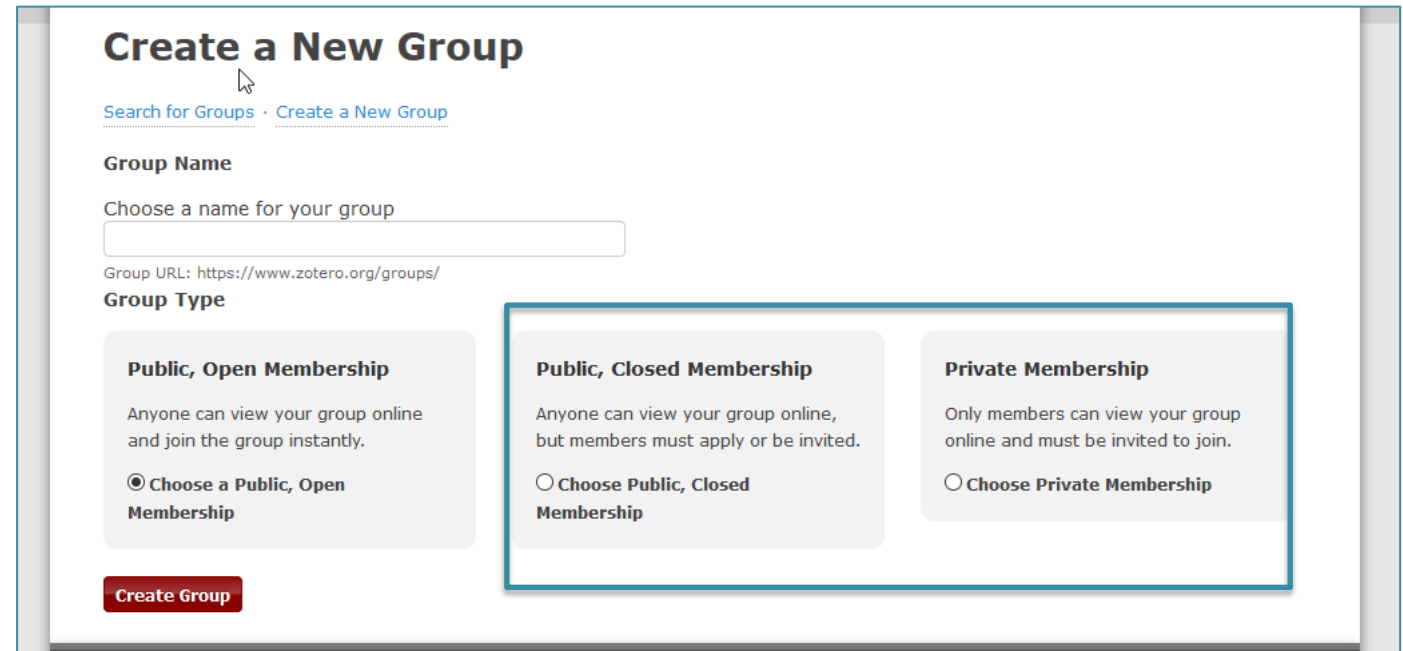 Create a New Group
Search for Groups · Create a New Group
Group Name
Choose a name for your group
Group URL: https://www.zotero.org/groups/
Group Type
Public, Open Membership
Anyone can view your group online
and join the group instantly.
Choose a Public, Open
Membership
Public, Closed Membership
Anyone can view your group online,
but members must apply or be invited.
Choose Public, Closed
Membership
Private Membership
Only members can view your group
online and must be invited to join.
Choose Private Membership
Create Group